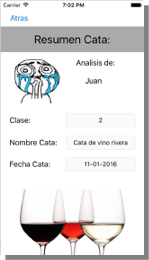 Carrier 7:02 PM
Atras
Resumen Cata:
Analisis de:
Juan
Clase: 2
Nombre Cata: Cata de vino rivera
Fecha Cata: 11-01-2016